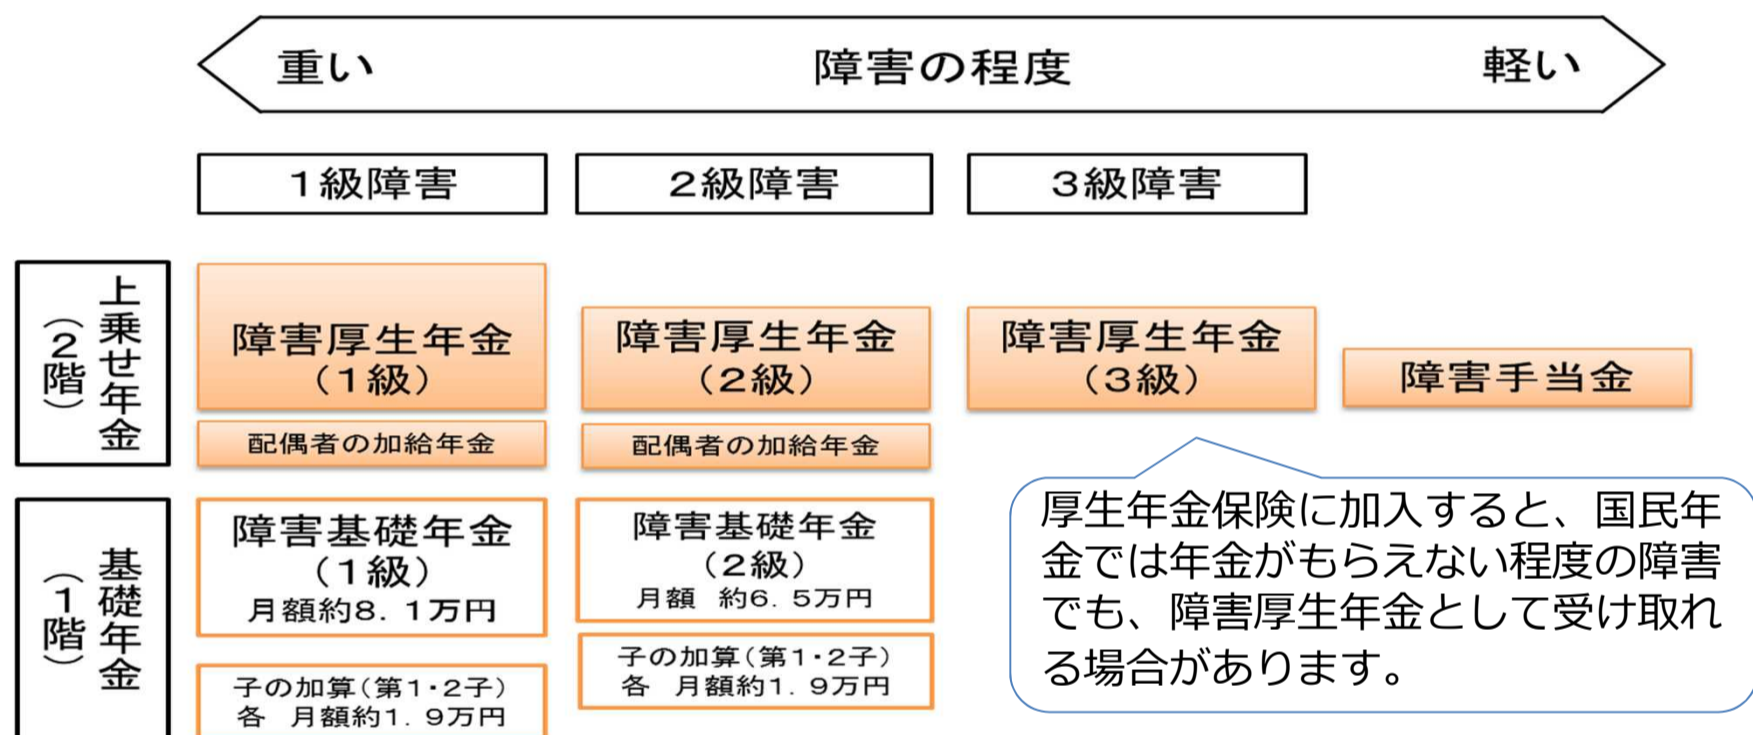 重い 障害の程度 軽い
1級障害 2級障害 3級障害
上乗せ年金
(2階)
障害厚生年金
(1級)
障害厚生年金
(2級)
障害厚生年金
(3級)
障害手当金
配偶者の加給年金
配偶者の加給年金
基礎年金
(1階)
障害基礎年金
(1級)
月額約8.1万円
障害基礎年金
(2級)
月額 約6.5万円
子の加算(第1・2子)
各 月額約1.9万円
子の加算(第1・2子)
各 月額約1.9万円
厚生年金保険に加入すると、国民年
金では年金がもらえない程度の障害
でも、障害厚生年金として受け取れ
る場合があります。